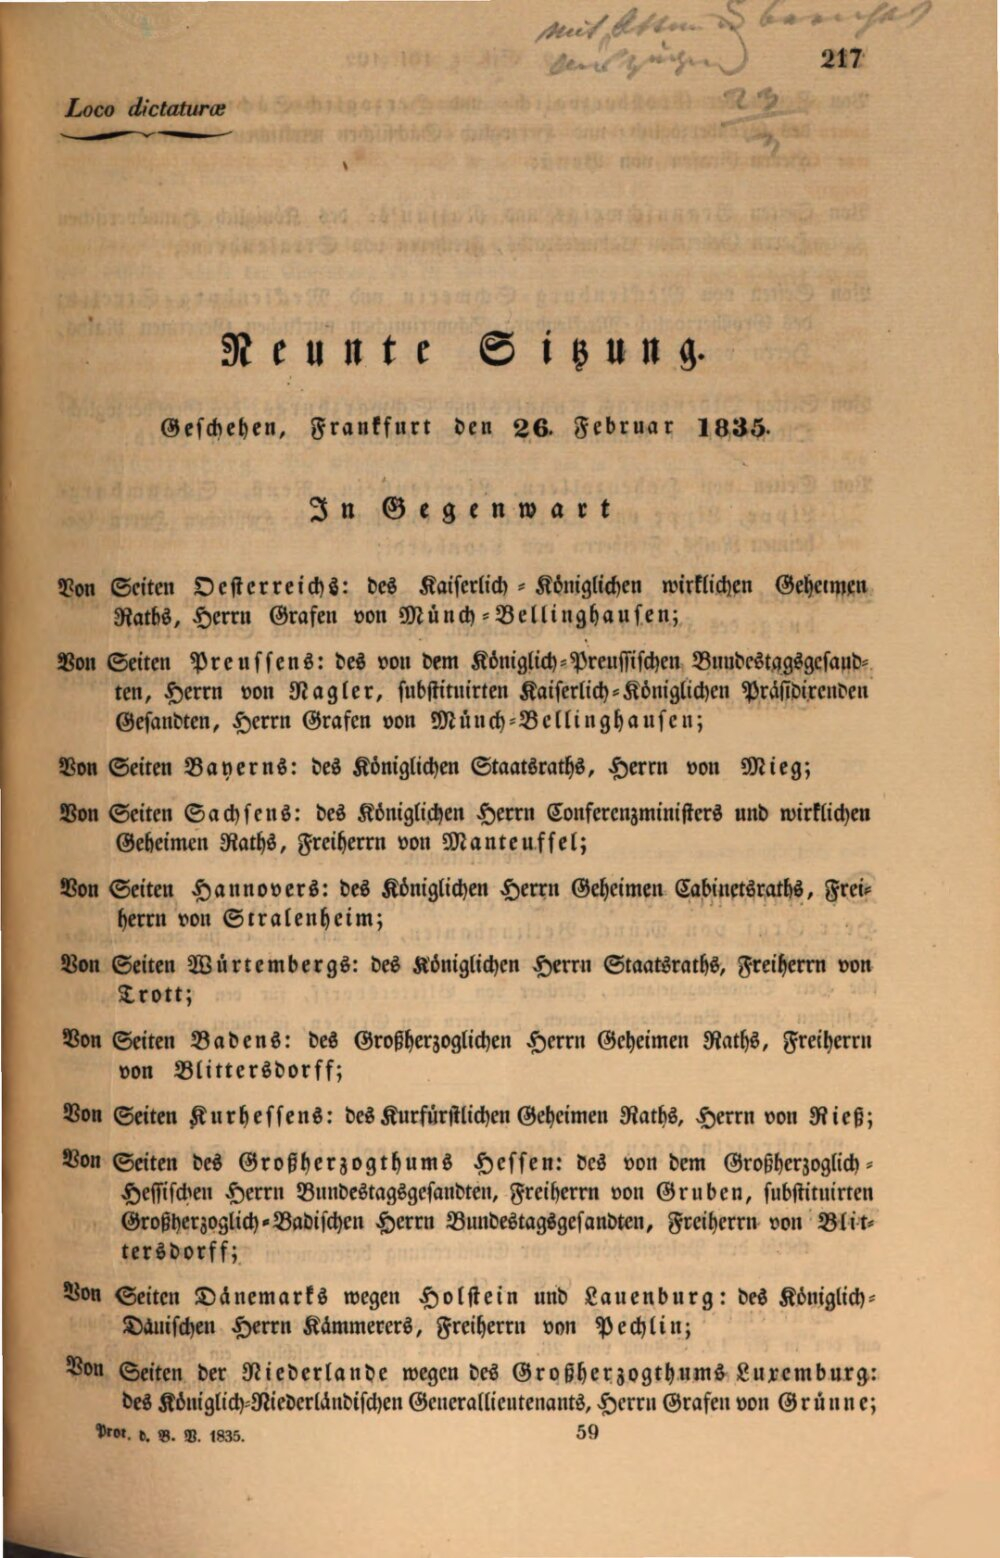 217
Loco dictaturæ
Neunte Sitzung.
Geschehen, Frankfurt den 26. Februar 1835.
In Gegenwart
Von Seiten Oesterreichs: des Kaiserlich-Königlichen wirklichen Geheimen
Raths, Herrn Grafen von Münch-Bellinghausen;
Von Seiten Preussens: des von dem Königlich-Preussischen Bundestagsgesand-
ten, Herrn von Nagler, substituirten Kaiserlich-Königlichen Präsidirenden
Gesandten, Herrn Grafen von Münch-Bellinghausen;
Von Seiten Bayerns: des Königlichen Staatsraths, Herrn von Mieg;
Von Seiten Sachsens: des Königlichen Herrn Conferenzministers und wirklichen
Geheimen Raths, Freiherrn von Manteuffel;
Von Seiten Hannovers: des Königlichen Herrn Geheimen Cabinetsraths, Frei-
herrn von Stralenheim;
Von Seiten Würtembergs: des Königlichen Herrn Staatsraths, Freiherrn von
Trott;
Von Seiten Badens: des Großherzoglichen Herrn Geheimen Raths, Freiherrn
von Blittersdorff;
Von Seiten Kurhessens: des Kurfürstlichen Geheimen Raths, Herrn von Rieß;
Von Seiten des Großherzogthums Hessen: des von dem Großherzoglich-
Hessischen Herrn Bundestagsgesandten, Freiherrn von Gruben, substituirten
Großherzoglich-Badischen Herrn Bundestagsgesandten, Freiherrn von Blit-
tersdorff;
Von Seiten Dänemarks wegen Holstein und Lauenburg: des Königlich-
Dänischen Herrn Kämmerers, Freiherrn von Pechlin;
Von Seiten der Niederlande wegen des Großherzogthums Luxemburg:
des Königlich-Niederländischen Generallieutenants, Herrn Grafen von Grünne;
Prot. d. B. V. 1835.
59